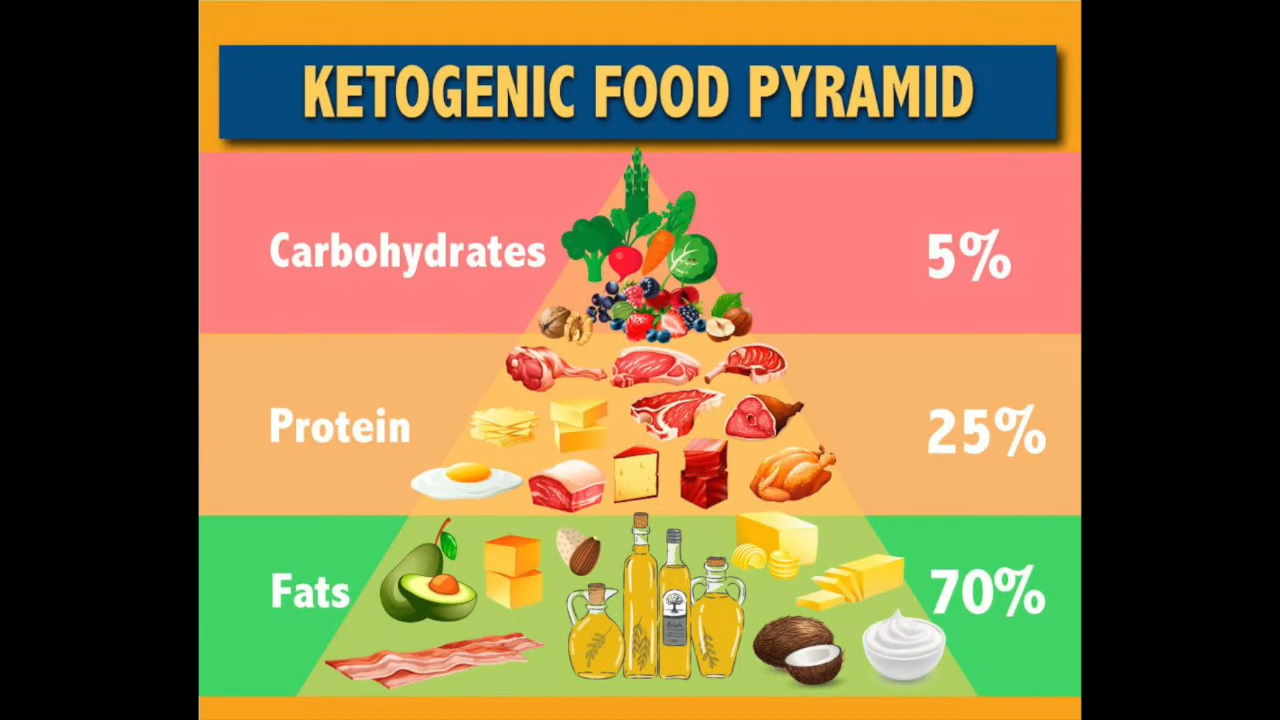 KETOGENIC FOOD PYRAMID
Carbohydrates 5%
Protein 25%
Fats 70%